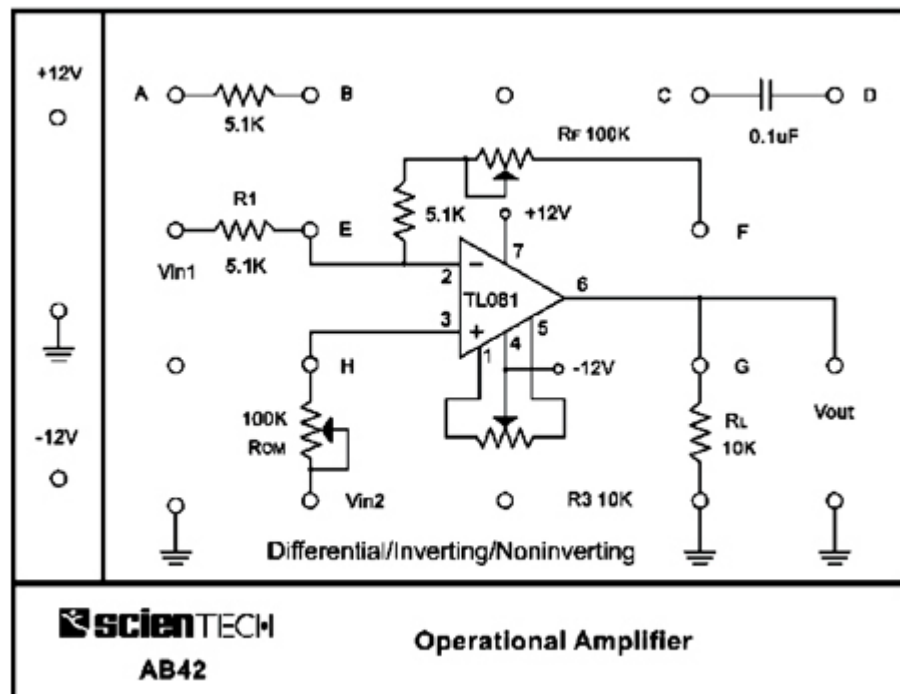 +12V
A
B
C
D
5.1K
0.1uF
RF 100K
R1
E
5.1K
+12V
F
Vin1
5.1K
2
−
7
TL081
6
3
+
1
4
5
-12V
H
G
-12V
100K
ROM
RL
10K
Vout
Vin2
R3 10K
Differential/Inverting/Noninverting
scienTECH
Operational Amplifier
AB42